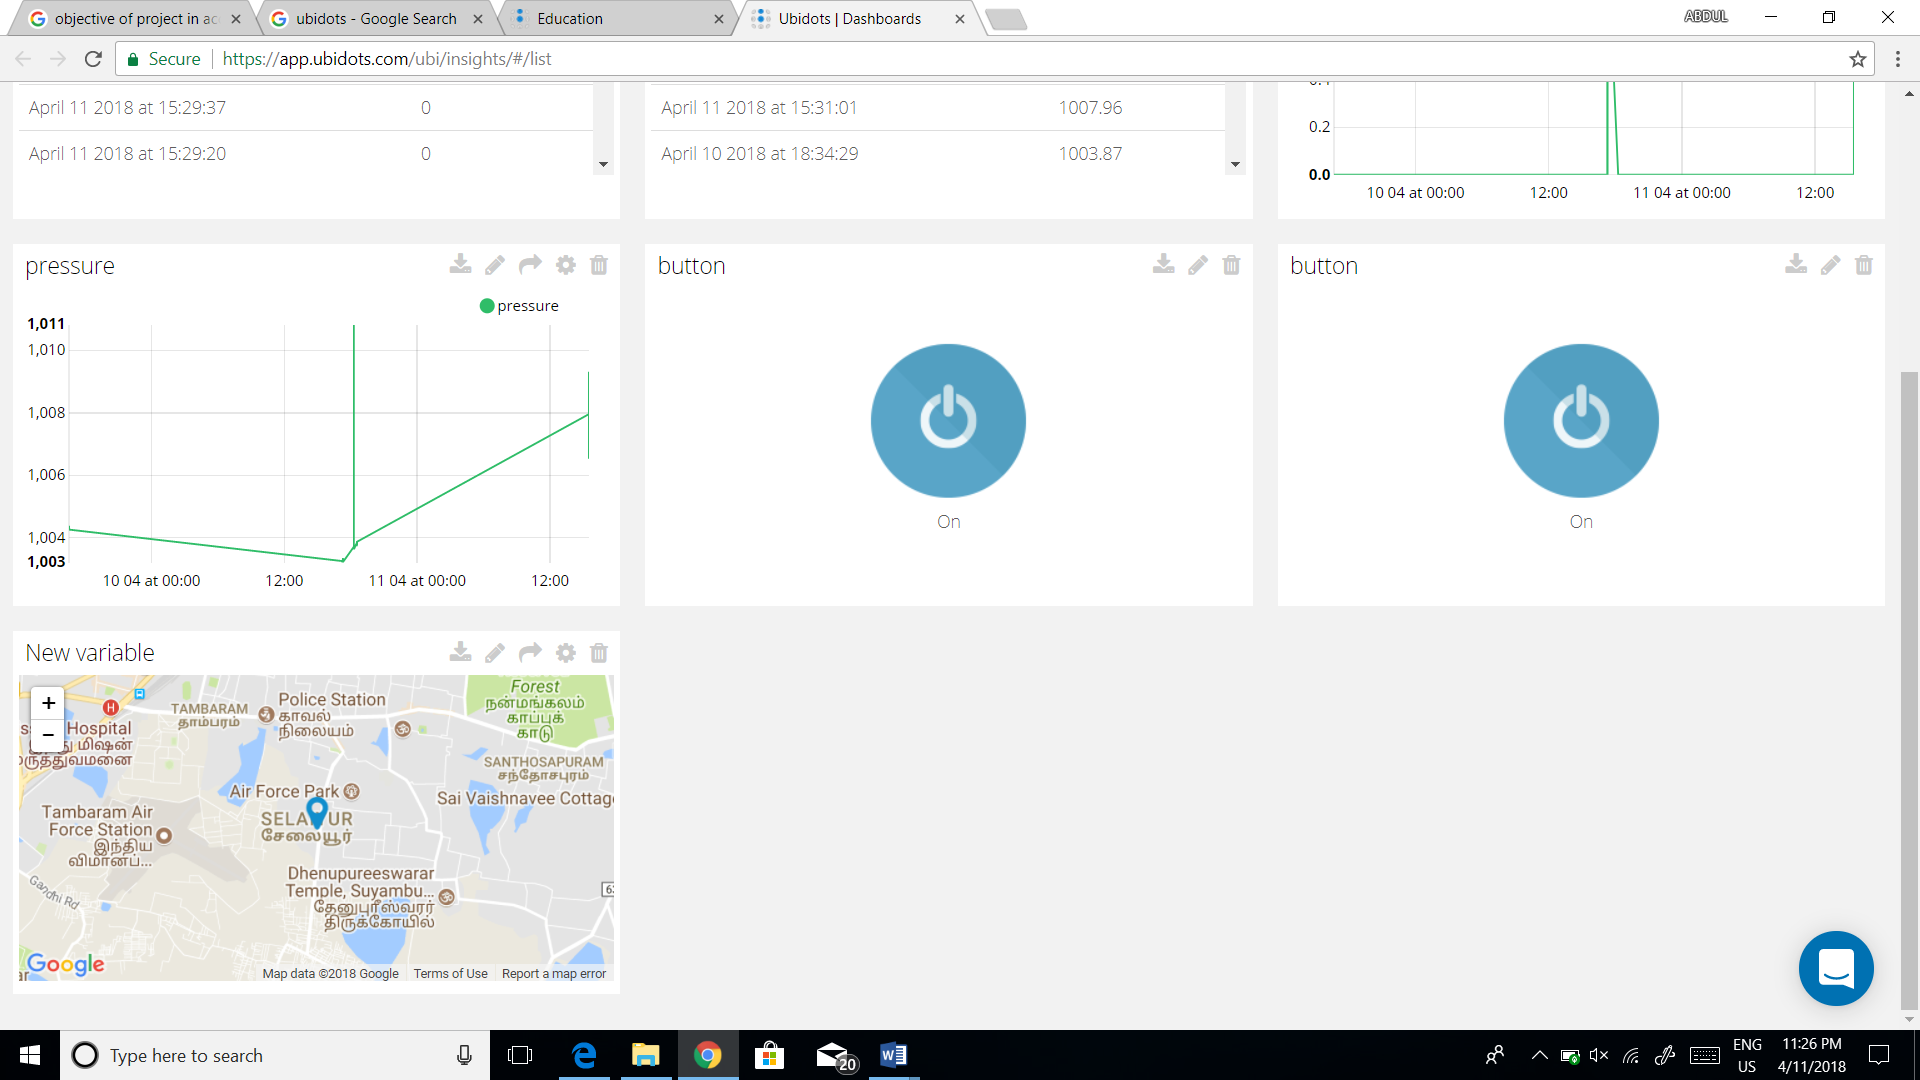 objective of project in ac
ubidots - Google Search
Education
Ubidots | Dashboards
ABDUL
Secure
https://app.ubidots.com/ubi/insights/#/list
April 11 2018 at 15:29:37 0
April 11 2018 at 15:29:20 0
April 11 2018 at 15:31:01 1007.96
April 10 2018 at 18:34:29 1003.87
0.2
0.0
10 04 at 00:00 12:00 11 04 at 00:00 12:00
pressure
pressure
1,011
1,010
1,008
1,006
1,004
1,003
10 04 at 00:00 12:00 11 04 at 00:00 12:00
button
On
button
On
New variable
+
-
H
Hospital
மிஷன்
TAMBARAM
தாம்பரம்
Police Station
காவல்
நிலையம்
Forest
நன்மங்கலம்
காப்புக்
காடு
SANTHOSAPURAM
சந்தோசபுரம்
Air Force Park
Sai Vaishnavee Cottag
Tambaram Air
Force Station
இந்திய
விமானப்...
சேலையூர்
Dhenupureeswarar
Temple, Suyambu...
தேனுபுரீஸ்வரர்
திருக்கோயில்
Gandhi Rd
Google
Map data ©2018 Google Terms of Use Report a map error
Type here to search
20
ENG
US
11:26 PM
4/11/2018